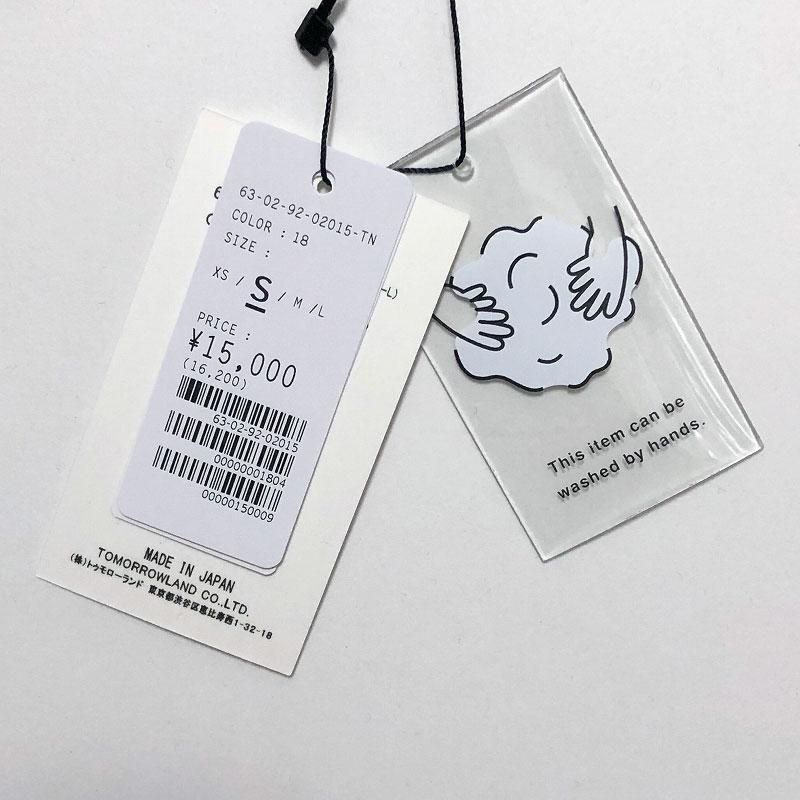 63-02-92-02015-TN
COLOR : 18
SIZE :
XS / S / M /L
PRICE :
¥15,000
(16,200)
63-02-92-02015
00000001804
00000150009
MADE IN JAPAN
TOMORROWLAND CO.,LTD.
(株)トゥモローランド 東京都渋谷区恵比寿西1-32-18
-L)
This item can be
washed by hands.